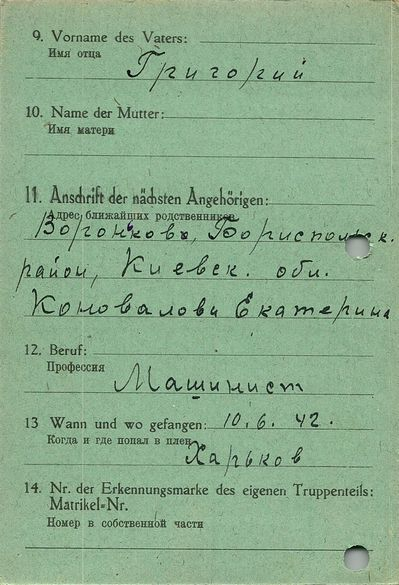 9. Vorname des Vaters:
Имя отца
Григорий
10. Name der Mutter:
Имя матери
11. Anschrift der nächsten Angehörigen:
Адрес ближайших родственников
Воронково, Бориспольск.
район, Киевск. обл.
Коновалови Екатерина
12. Beruf:
Профессия
Машинист
13 Wann und wo gefangen: 10. 6. 42.
Когда и где попал в плен
Харьков
14. Nr. der Erkennungsmarke des eigenen Truppenteils:
Matrikel=Nr.
Номер в собственной части